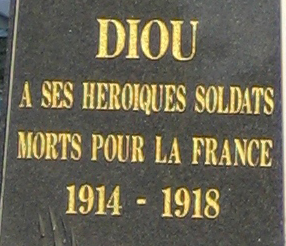 DIOU
A SES HEROIQUES SOLDATS
MORTS POUR LA FRANCE
1914 - 1918